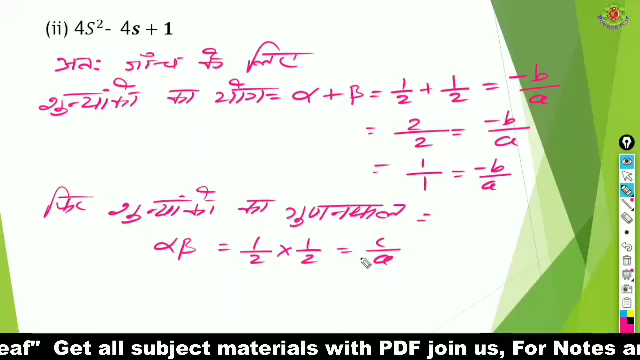 (ii) 4S² - 4s + 1
अतः जाँच के लिए
शून्यांकों का योग = α + β = 1/2 + 1/2 = -b/a
= 2/2 = -b/a
= 1/1 = -b/a
फिर शून्यांकों का गुणनफल =
αβ = 1/2 × 1/2 = c/a
eaf" Get all subject materials with PDF join us, For Notes a